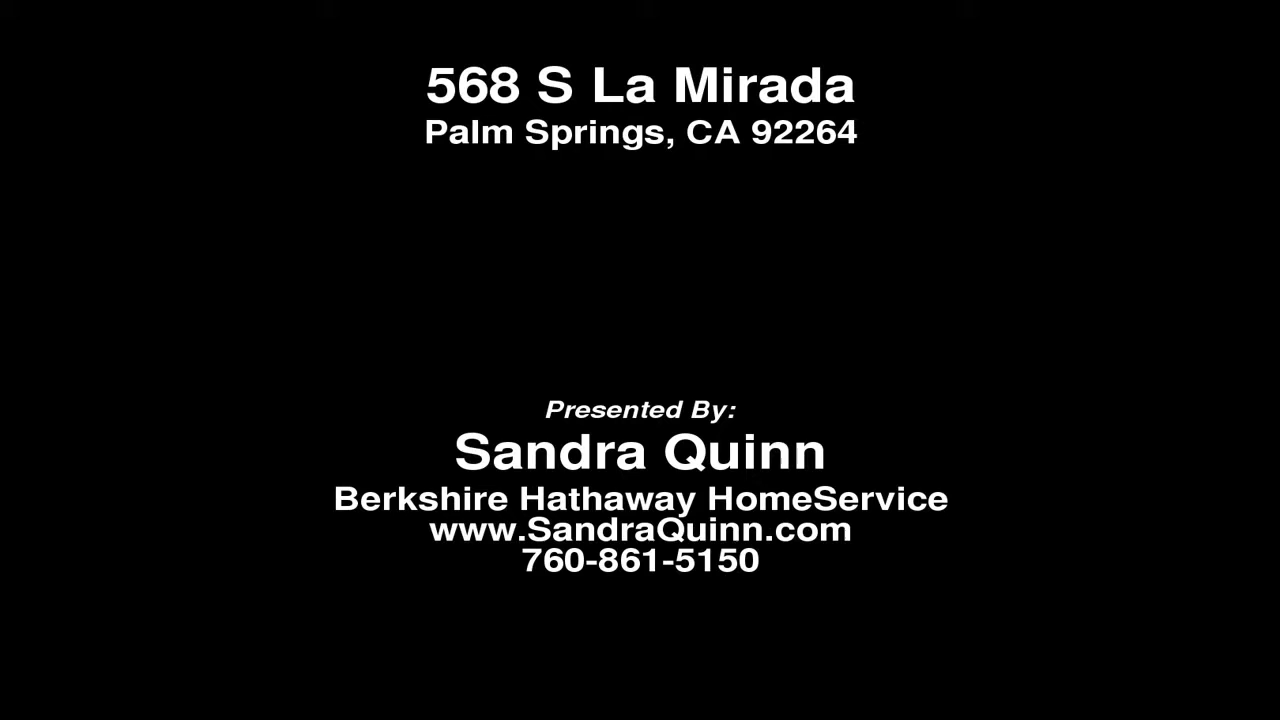 568 S La Mirada
Palm Springs, CA 92264
Presented By:
Sandra Quinn
Berkshire Hathaway HomeService
www.SandraQuinn.com
760-861-5150